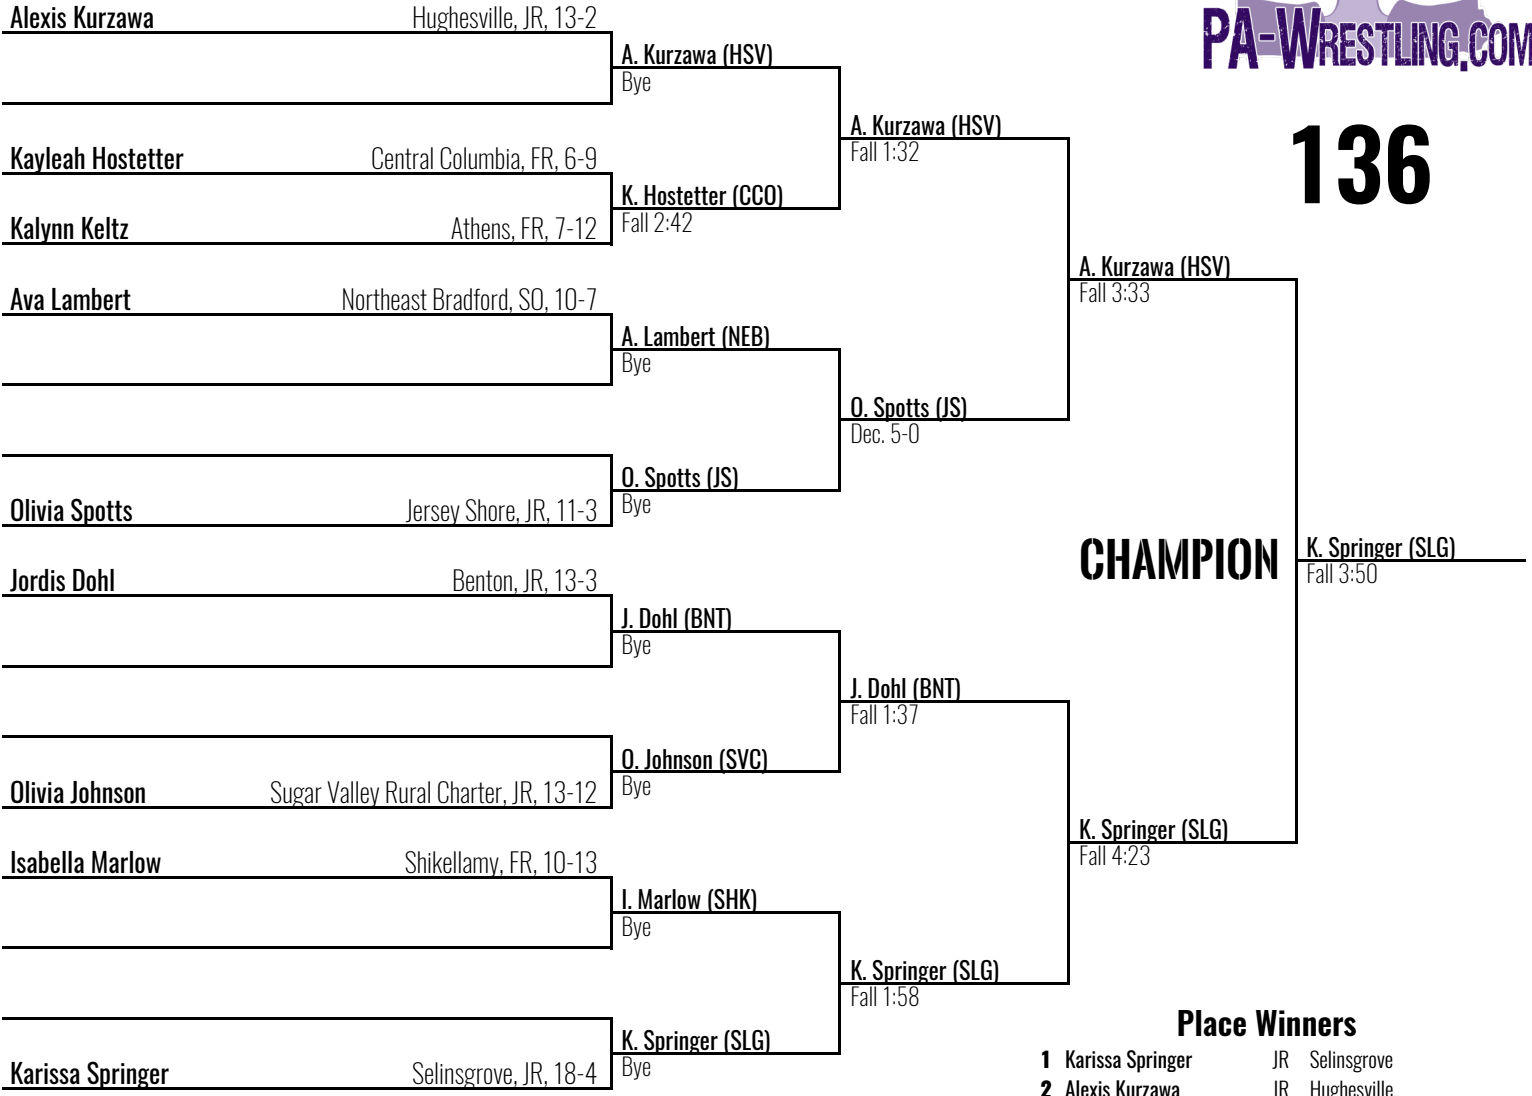 Alexis Kurzawa Hughesville, JR, 13-2
A. Kurzawa (HSV)
Bye
PA-WRESTLING.COM
136
A. Kurzawa (HSV)
Fall 1:32
Kayleah Hostetter Central Columbia, FR, 6-9
K. Hostetter (CCO)
Fall 2:42
Kalynn Keltz Athens, FR, 7-12
A. Kurzawa (HSV)
Fall 3:33
Ava Lambert Northeast Bradford, SO, 10-7
A. Lambert (NEB)
Bye
O. Spotts (JS)
Dec. 5-0
O. Spotts (JS)
Bye
Olivia Spotts Jersey Shore, JR, 11-3
CHAMPION
K. Springer (SLG)
Fall 3:50
Jordis Dohl Benton, JR, 13-3
J. Dohl (BNT)
Bye
J. Dohl (BNT)
Fall 1:37
O. Johnson (SVC)
Bye
Olivia Johnson Sugar Valley Rural Charter, JR, 13-12
K. Springer (SLG)
Fall 4:23
Isabella Marlow Shikellamy, FR, 10-13
I. Marlow (SHK)
Bye
K. Springer (SLG)
Fall 1:58
K. Springer (SLG)
Bye
Karissa Springer Selinsgrove, JR, 18-4
Place Winners
1 Karissa Springer JR Selinsgrove
2 Alexis Kurzawa JR Hughesville